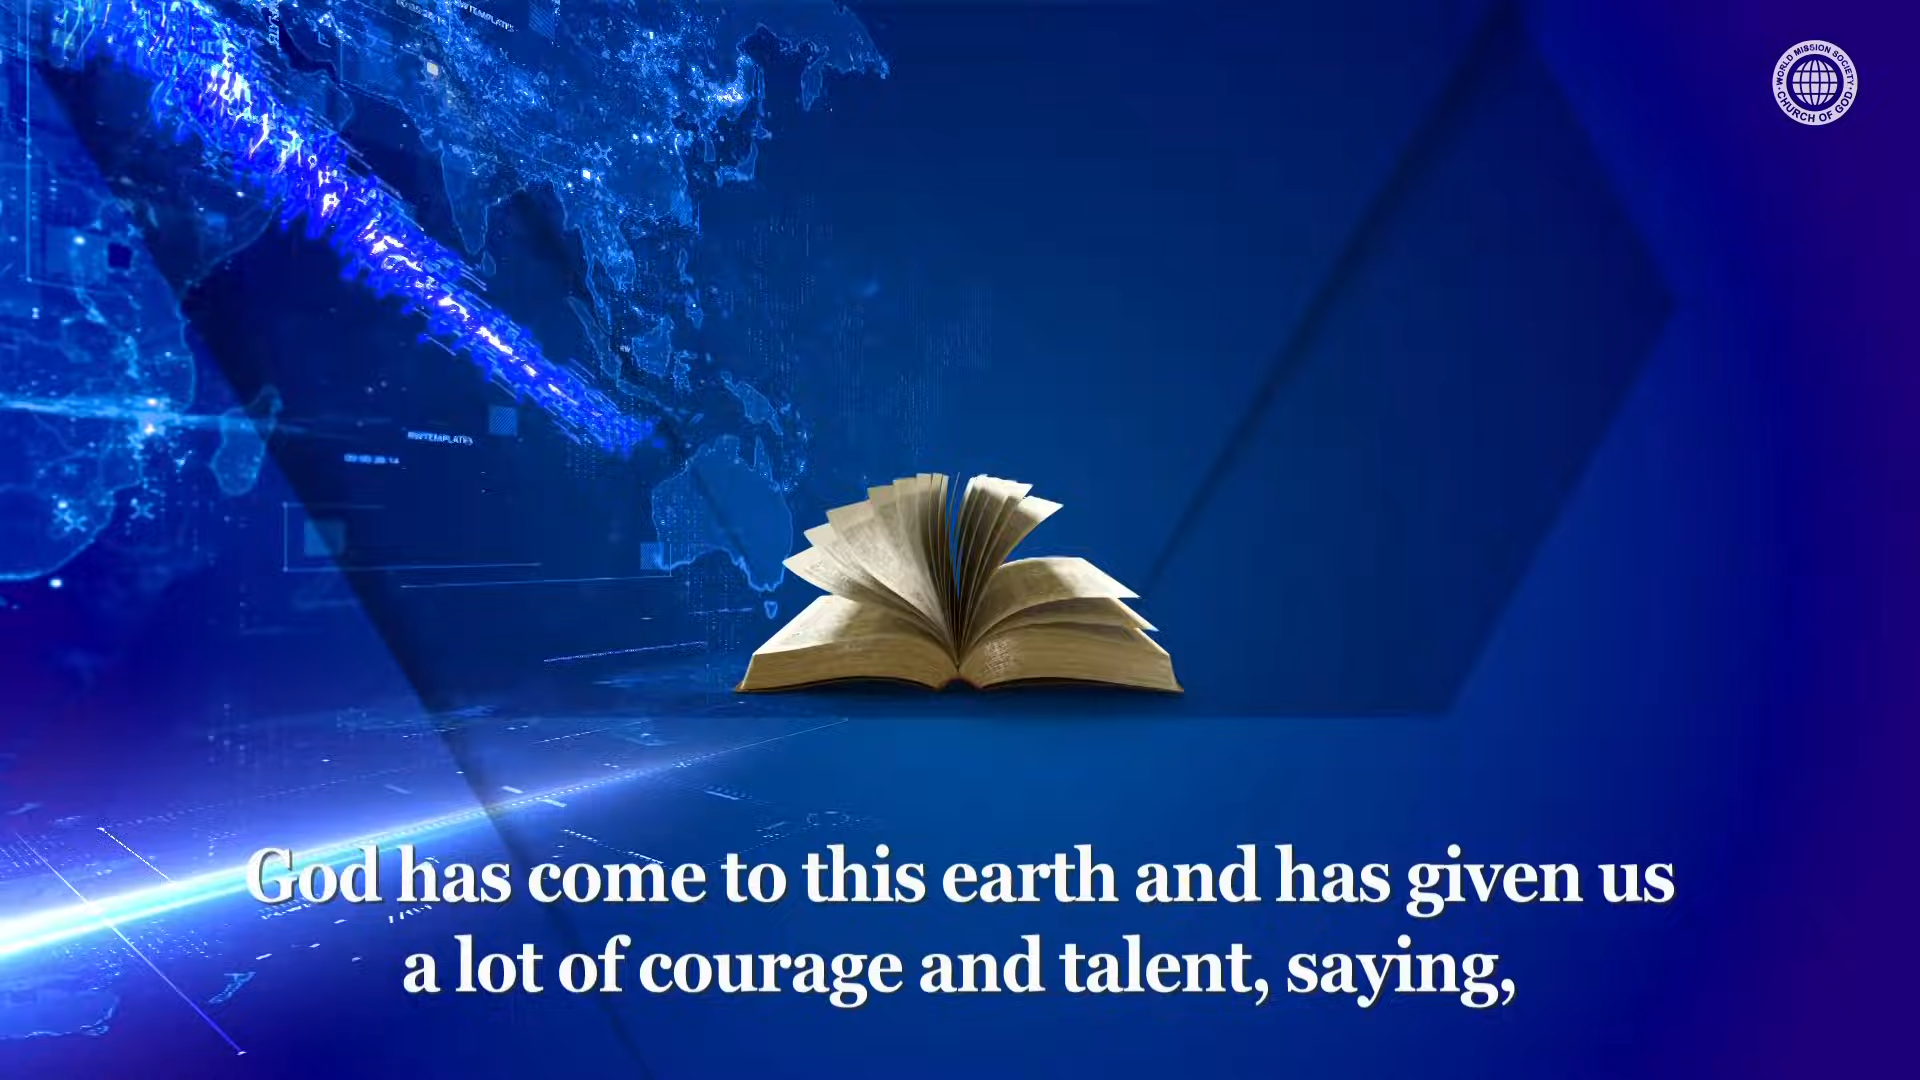 WORLD MISSION SOCIETY
CHURCH OF GOD
God has come to this earth and has given us
a lot of courage and talent, saying,